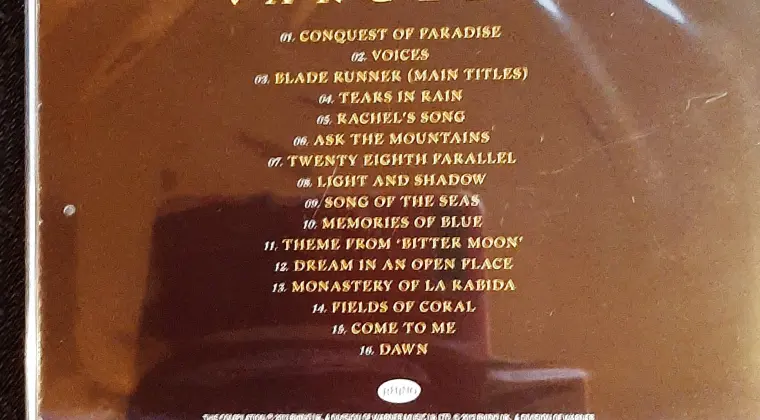 01. CONQUEST OF PARADISE
02. VOICES
03. BLADE RUNNER (MAIN TITLES)
04. TEARS IN RAIN
05. RACHEL'S SONG
06. ASK THE MOUNTAINS
07. TWENTY EIGHTH PARALLEL
08. LIGHT AND SHADOW
09. SONG OF THE SEAS
10. MEMORIES OF BLUE
11. THEME FROM 'BITTER MOON'
12. DREAM IN AN OPEN PLACE
13. MONASTERY OF LA RABIDA
14. FIELDS OF CORAL
15. COME TO ME
16. DAWN
RHINO